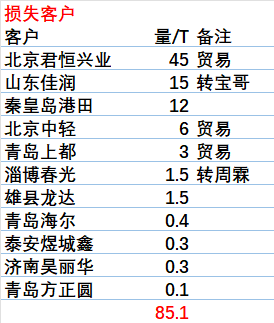 损失客户
客户 量/T 备注
北京君恒兴业 45 贸易
山东佳润 15 转宝哥
秦皇岛港田 12
北京中轻 6 贸易
青岛上都 3 贸易
淄博春光 1.5 转周霖
雄县龙达 1.5
青岛海尔 0.4
泰安煜城鑫 0.3
济南昊丽华 0.3
青岛方正圆 0.1
85.1